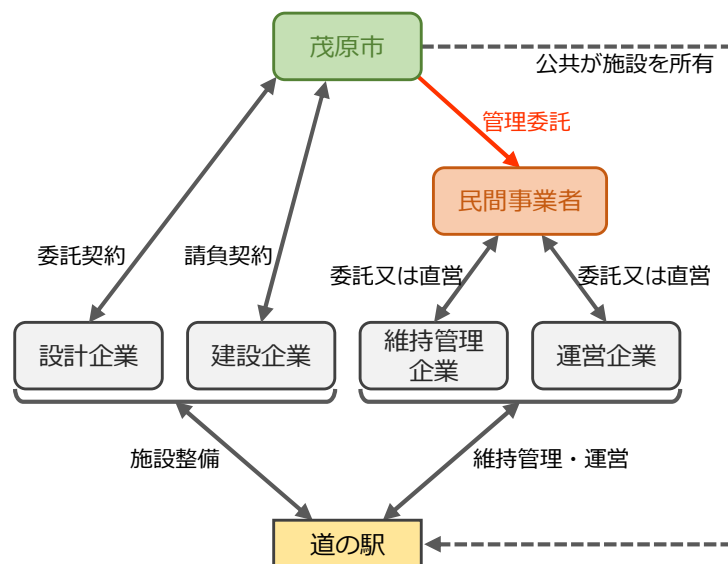 茂原市
公共が施設を所有
管理委託
民間事業者
委託契約
請負契約
委託又は直営
委託又は直営
設計企業
建設企業
維持管理
企業
運営企業
施設整備
維持管理・運営
道の駅